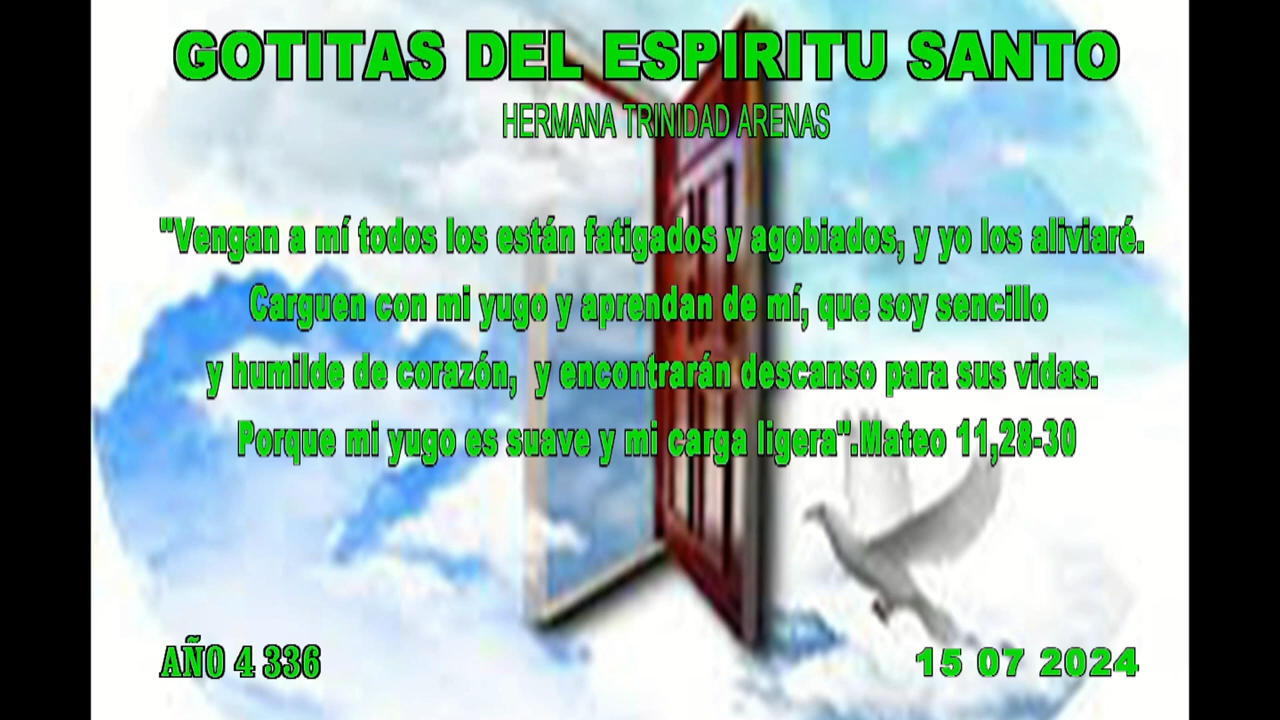 GOTITAS DEL ESPIRITU SANTO
HERMANA TRINIDAD ARENAS
"Vengan a mí todos los están fatigados y agobiados, y yo los aliviaré.
Carguen con mi yugo y aprendan de mí, que soy sencillo
y humilde de corazón, y encontrarán descanso para sus vidas.
Porque mi yugo es suave y mi carga ligera".Mateo 11,28-30
AÑO 4 336
15 07 2024